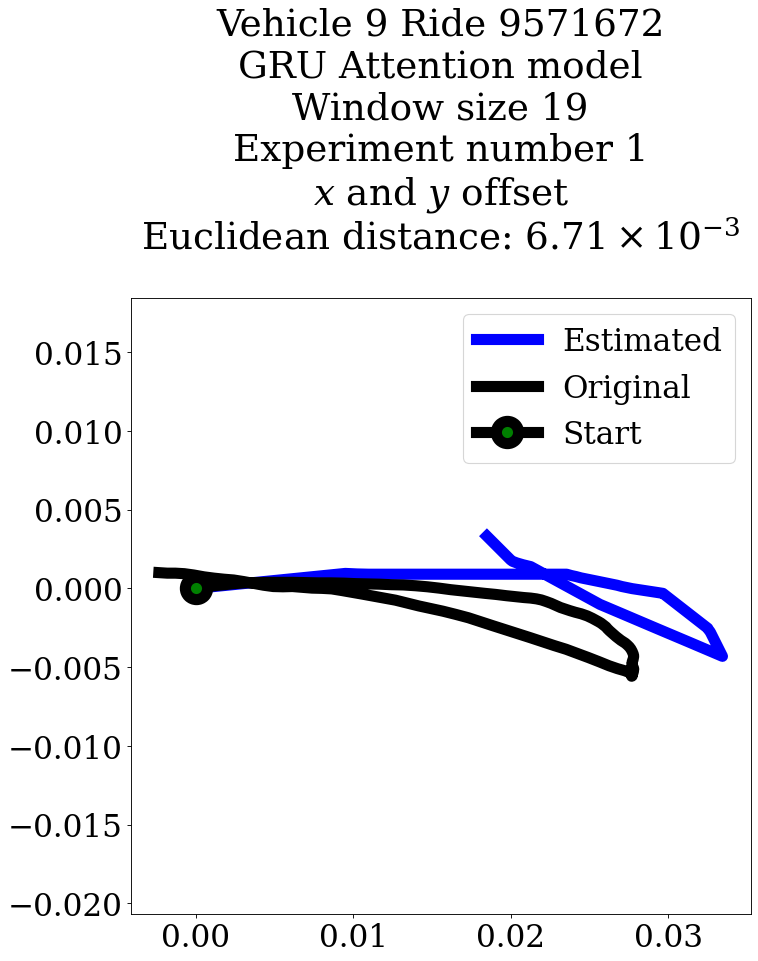 Vehicle 9 Ride 9571672
GRU Attention model
Window size 19
Experiment number 1
x and y offset
Euclidean distance: 6.71 × 10⁻³
Estimated
Original
Start
0.015
0.010
0.005
0.000
−0.005
−0.010
−0.015
−0.020
0.00 0.01 0.02 0.03